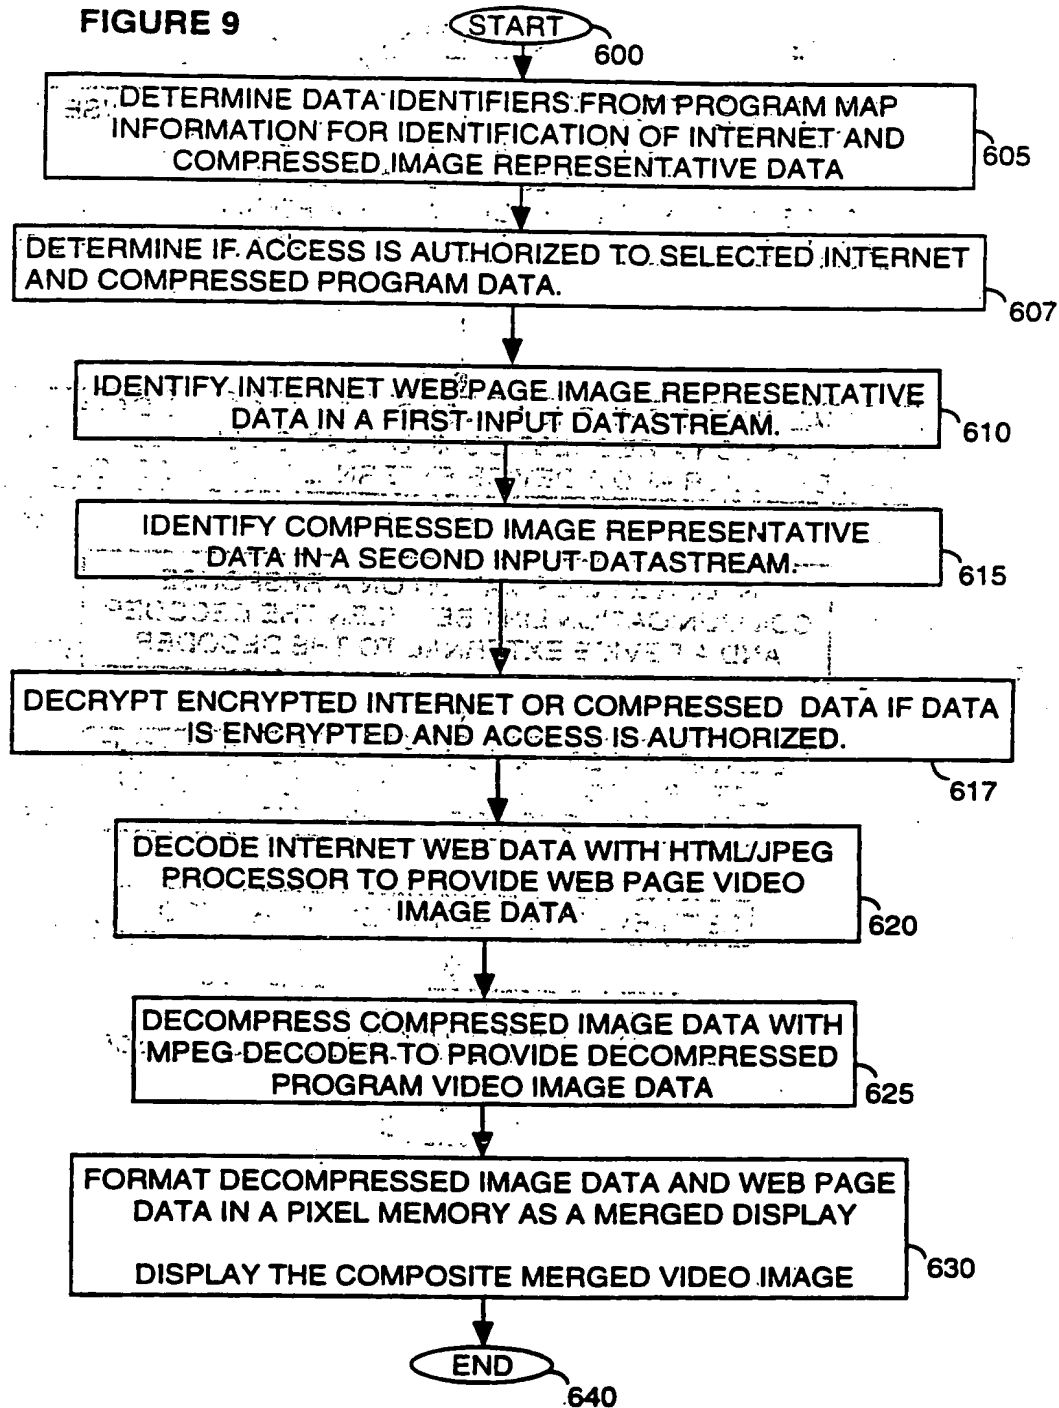 FIGURE 9
START
600
DETERMINE DATA IDENTIFIERS FROM PROGRAM MAP
INFORMATION FOR IDENTIFICATION OF INTERNET AND
COMPRESSED IMAGE REPRESENTATIVE DATA
605
DETERMINE IF ACCESS IS AUTHORIZED TO SELECTED INTERNET
AND COMPRESSED PROGRAM DATA.
607
IDENTIFY INTERNET WEB PAGE IMAGE REPRESENTATIVE
DATA IN A FIRST INPUT DATASTREAM.
610
IDENTIFY COMPRESSED IMAGE REPRESENTATIVE
DATA IN A SECOND INPUT DATASTREAM.
615
DECRYPT ENCRYPTED INTERNET OR COMPRESSED DATA IF DATA
IS ENCRYPTED AND ACCESS IS AUTHORIZED.
617
DECODE INTERNET WEB DATA WITH HTML/JPEG
PROCESSOR TO PROVIDE WEB PAGE VIDEO
IMAGE DATA
620
DECOMPRESS COMPRESSED IMAGE DATA WITH
MPEG DECODER TO PROVIDE DECOMPRESSED
PROGRAM VIDEO IMAGE DATA
625
FORMAT DECOMPRESSED IMAGE DATA AND WEB PAGE
DATA IN A PIXEL MEMORY AS A MERGED DISPLAY
DISPLAY THE COMPOSITE MERGED VIDEO IMAGE
630
END
640